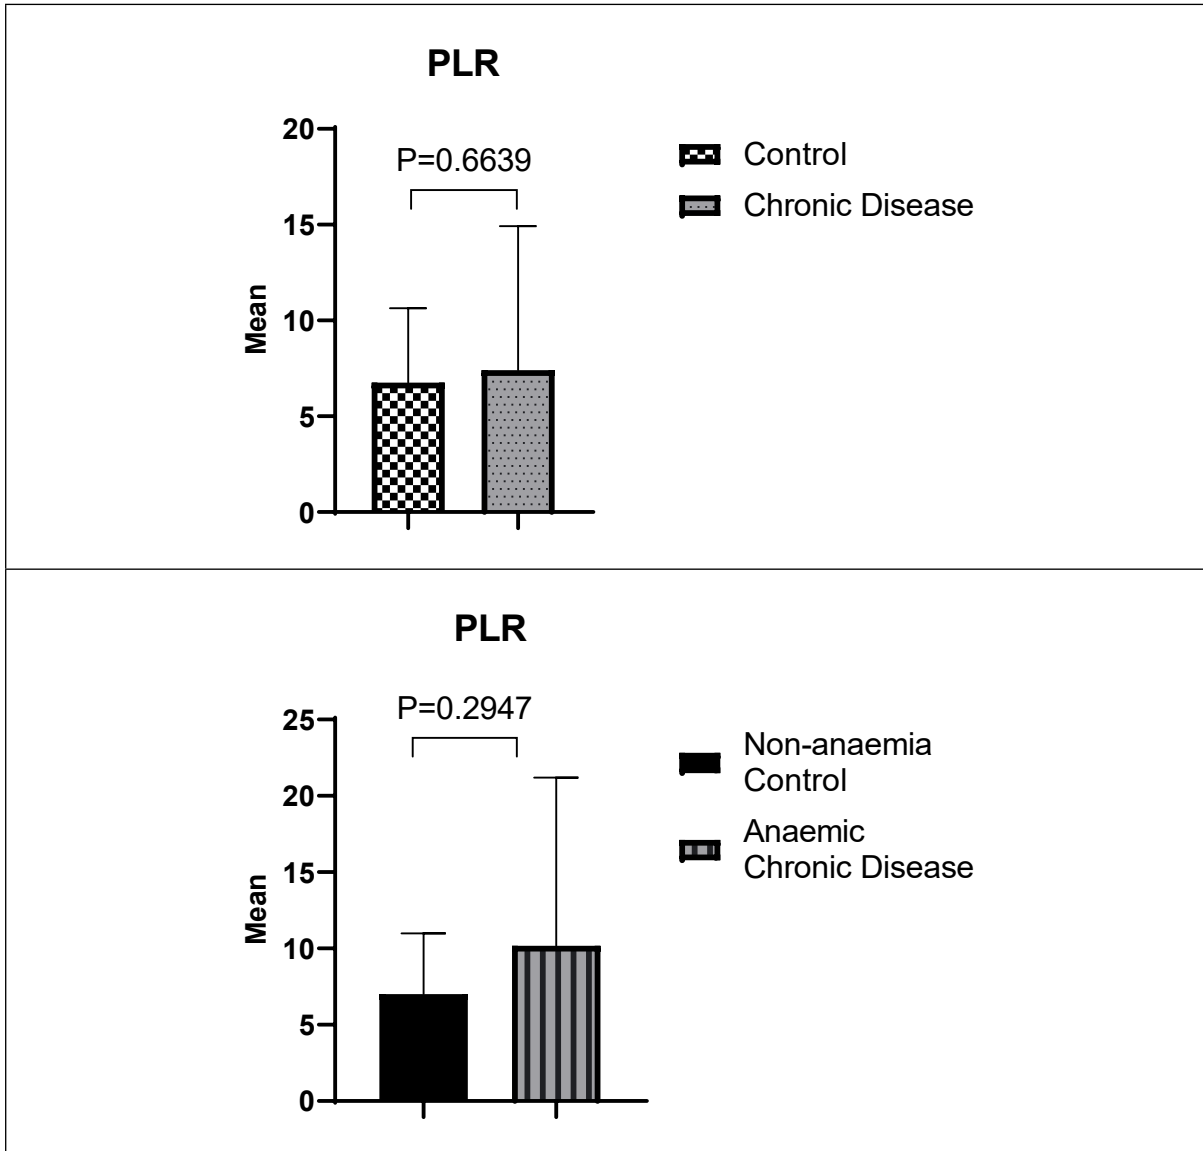 PLR
20
15
10
5
0
Mean
P=0.6639
Control
Chronic Disease
PLR
25
20
15
10
5
0
Mean
P=0.2947
Non-anaemia
Control
Anaemic
Chronic Disease